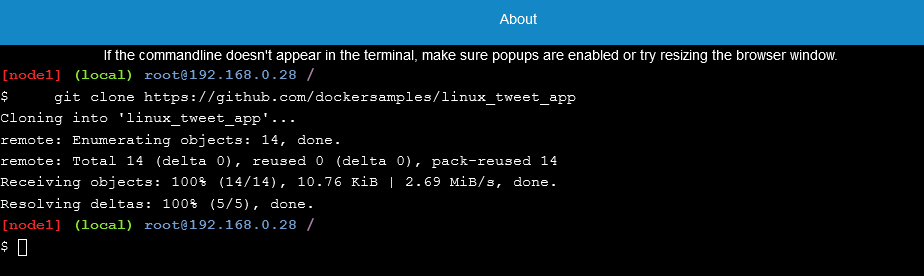 About
If the commandline doesn't appear in the terminal, make sure popups are enabled or try resizing the browser window.
[node1] (local) root@192.168.0.28 /
$     git clone https://github.com/dockersamples/linux_tweet_app
Cloning into 'linux_tweet_app'...
remote: Enumerating objects: 14, done.
remote: Total 14 (delta 0), reused 0 (delta 0), pack-reused 14
Receiving objects: 100% (14/14), 10.76 KiB | 2.69 MiB/s, done.
Resolving deltas: 100% (5/5), done.
[node1] (local) root@192.168.0.28 /
$